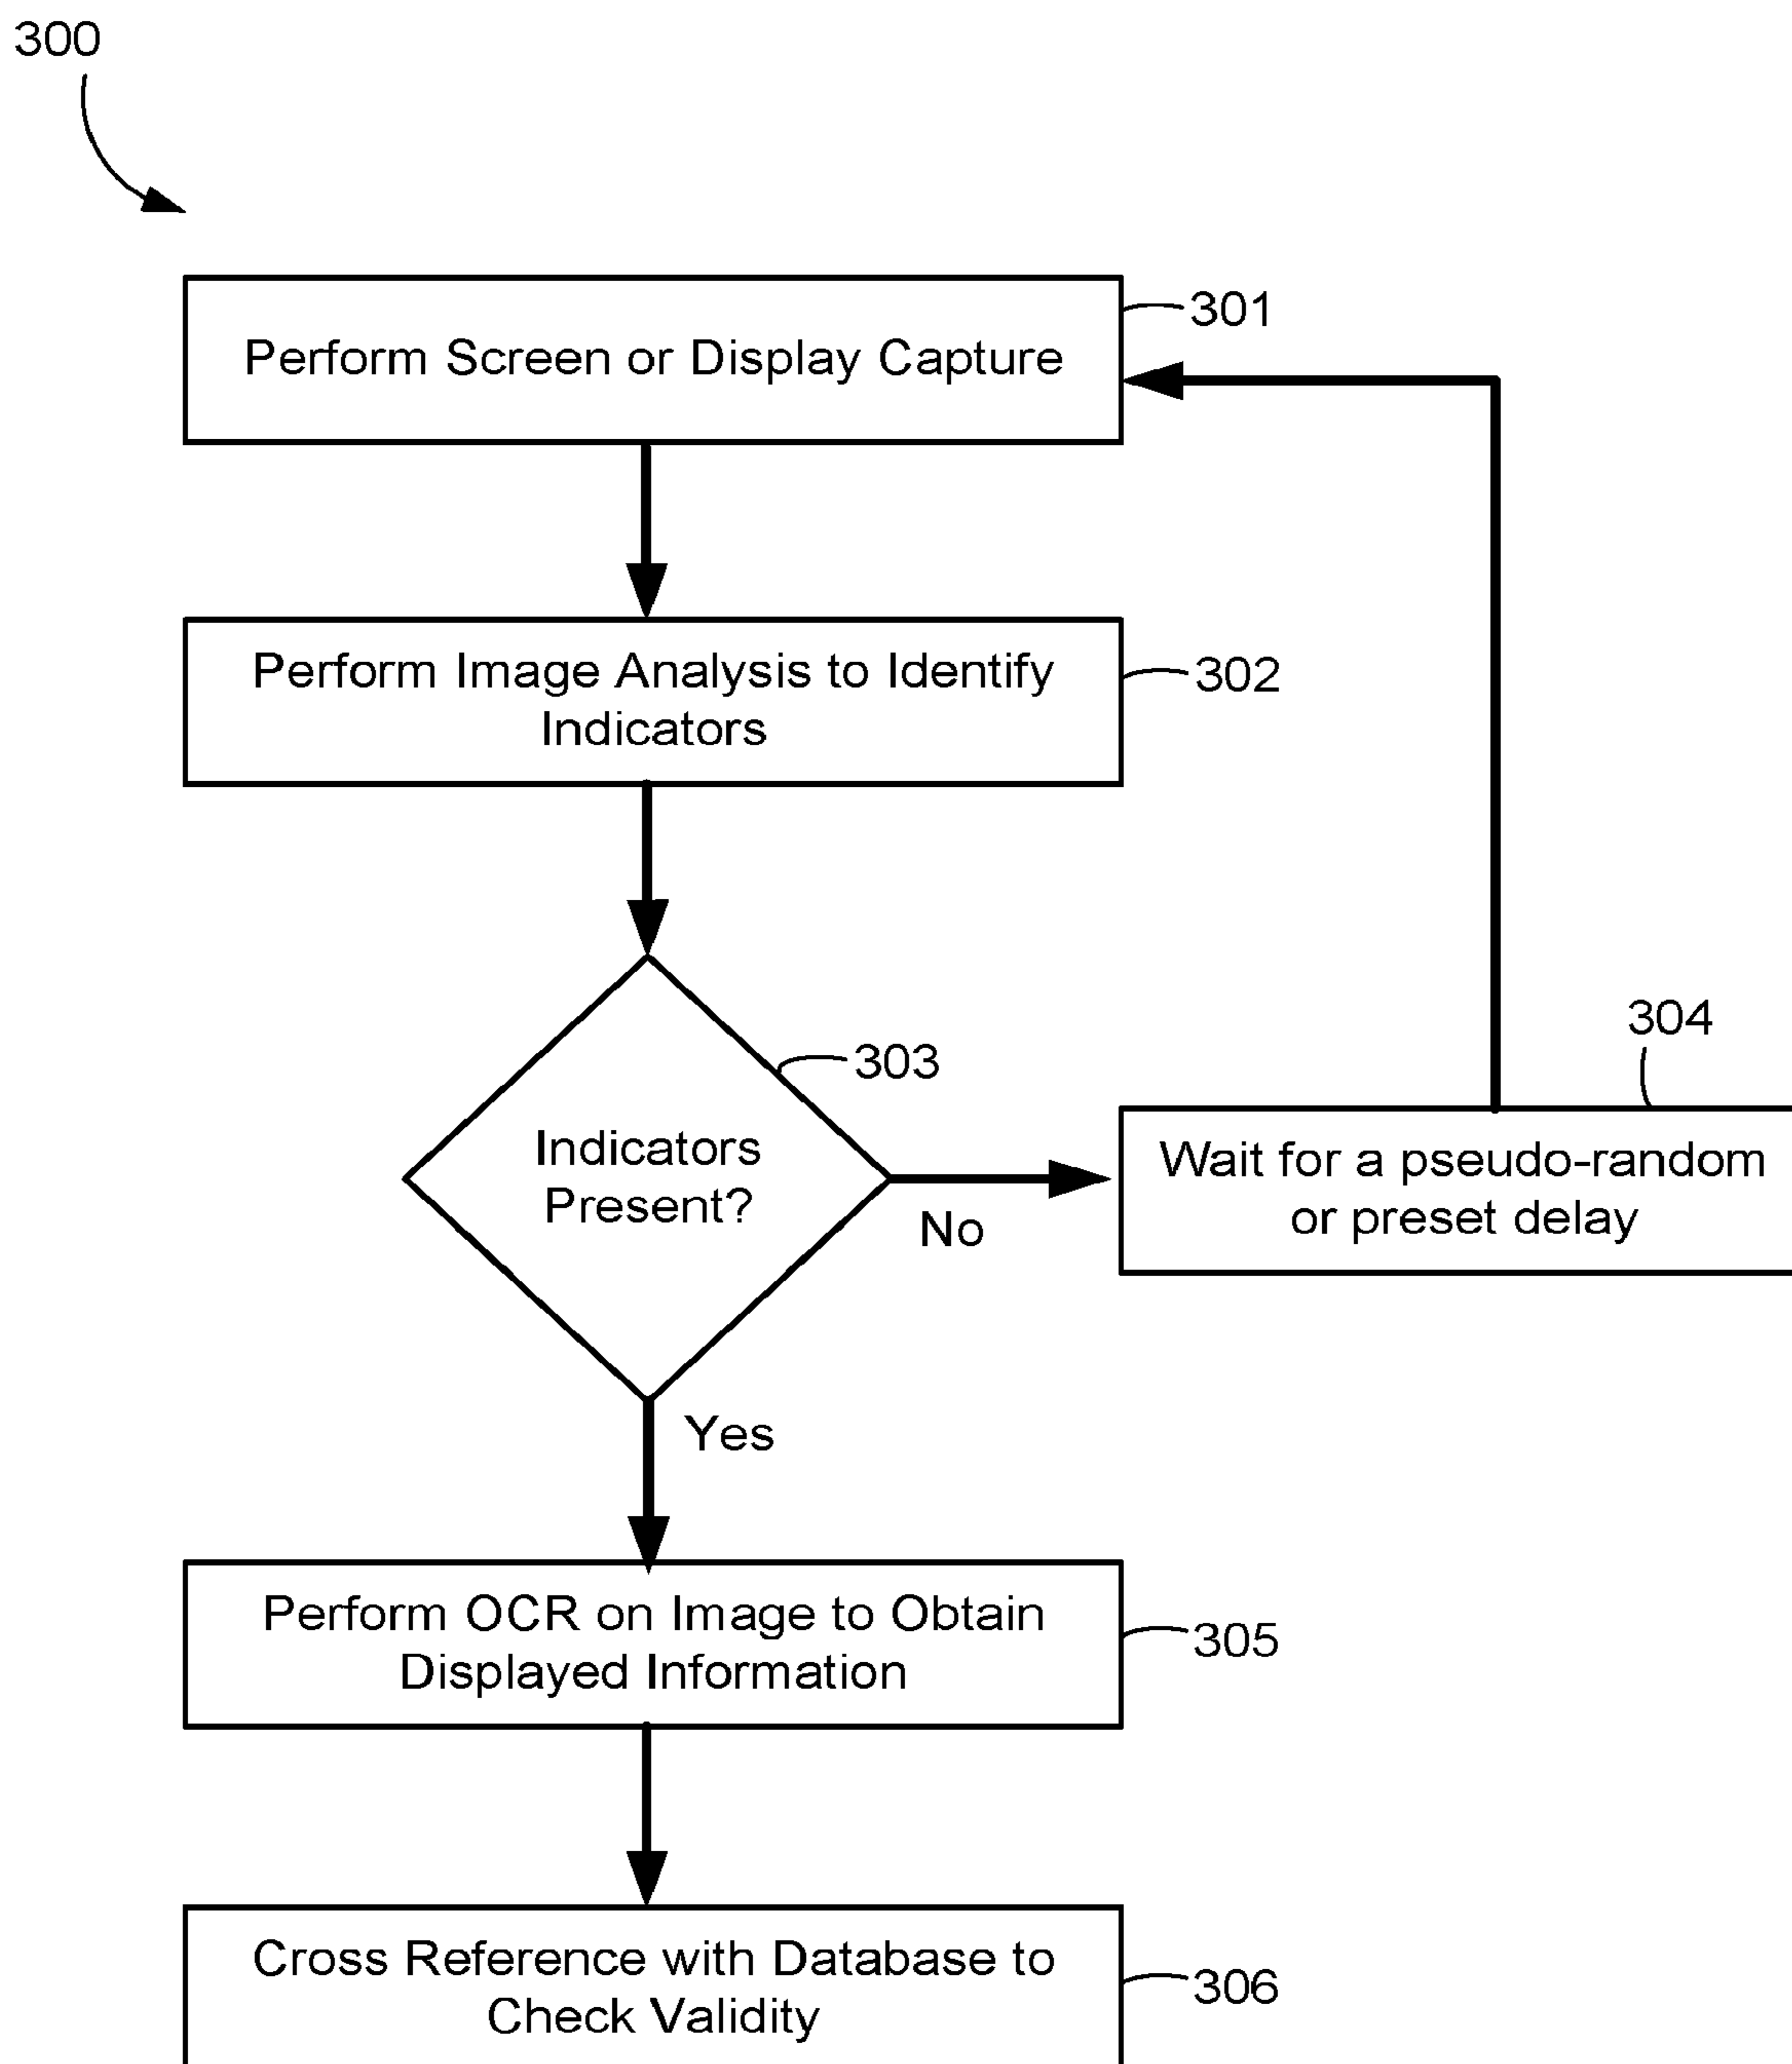 300
Perform Screen or Display Capture
301
Perform Image Analysis to Identify
Indicators
302
303
Indicators
Present?
No
304
Wait for a pseudo-random
or preset delay
Yes
Perform OCR on Image to Obtain
Displayed Information
305
Cross Reference with Database to
Check Validity
306